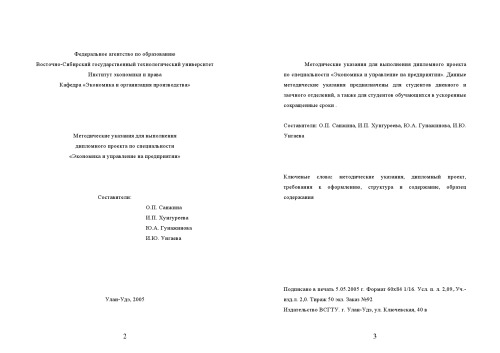 Федеральное агентство по образованию
Восточно-Сибирский государственный технологический университет
Институт экономики и права
Кафедра «Экономика и организация производства»
Методические указания для выполнения
дипломного проекта по специальности
«Экономика и управление на предприятии»
Составители:
О.П. Санжина
И.П. Хунгуреева
Ю.А. Гунажинова
И.Ю. Унгаева
Улан-Удэ, 2005
2
Методические указания для выполнения дипломного проекта
по специальности «Экономика и управление на предприятии». Данные
методические указания предназначены для студентов дневного и
заочного отделений, а также для студентов обучающихся в ускоренные
сокращенные сроки .
Составители: О.П. Санжина, И.П. Хунгуреева, Ю.А. Гунажинова, И.Ю.
Унгаева
Ключевые слова: методические указания, дипломный проект,
требования к оформлению, структура и содержание, образец
содержания
Подписано в печать 5.05.2005 г. Формат 60х84 1/16. Усл. п. л. 2,09, Уч.-
изд.л. 2,0. Тираж 50 экз. Заказ №92
Издательство ВСГТУ. г. Улан-Удэ, ул. Ключевская, 40 в
3